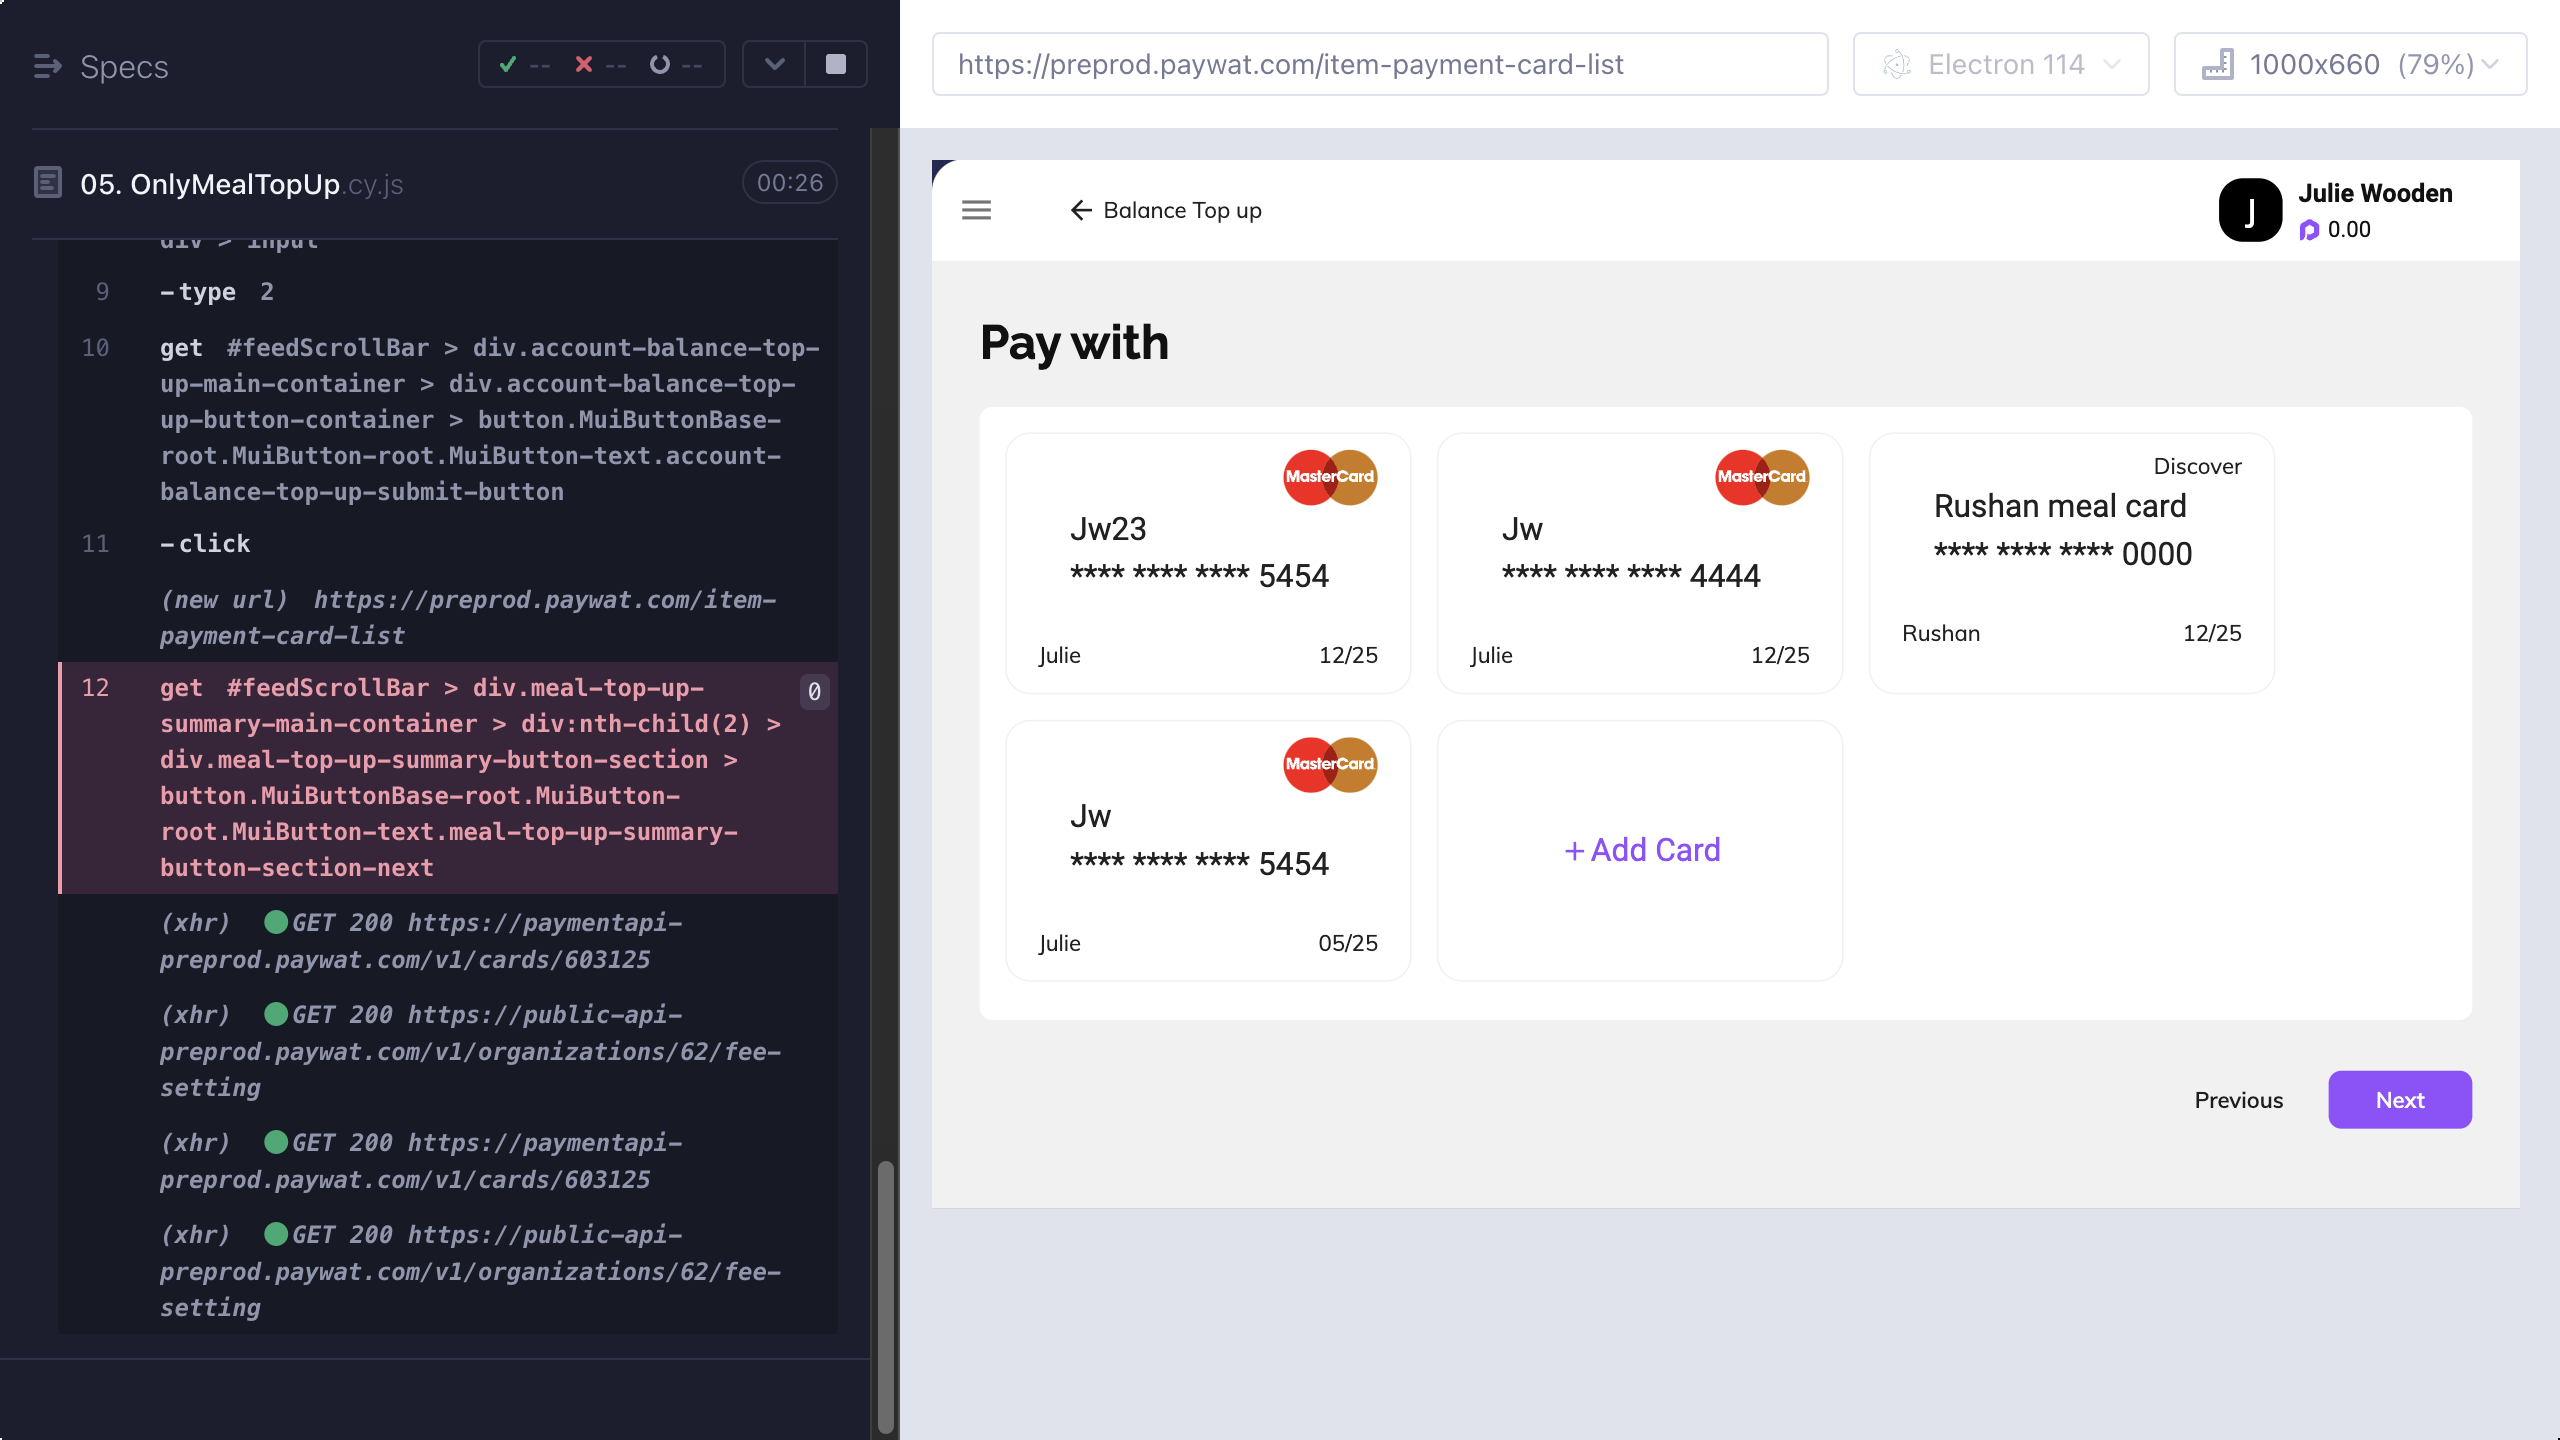 Specs
-- -- --
05. OnlyMealTopUp.cy.js
00:26
div > input
9 -type 2
10 get #feedScrollBar > div.account-balance-top-
up-main-container > div.account-balance-top-
up-button-container > button.MuiButtonBase-
root.MuiButton-root.MuiButton-text.account-
balance-top-up-submit-button
11 -click
(new url) https://preprod.paywat.com/item-
payment-card-list
12 get #feedScrollBar > div.meal-top-up- 0
summary-main-container > div:nth-child(2) >
div.meal-top-up-summary-button-section >
button.MuiButtonBase-root.MuiButton-
root.MuiButton-text.meal-top-up-summary-
button-section-next
(xhr) GET 200 https://paymentapi-
preprod.paywat.com/v1/cards/603125
(xhr) GET 200 https://public-api-
preprod.paywat.com/v1/organizations/62/fee-
setting
(xhr) GET 200 https://paymentapi-
preprod.paywat.com/v1/cards/603125
(xhr) GET 200 https://public-api-
preprod.paywat.com/v1/organizations/62/fee-
setting
https://preprod.paywat.com/item-payment-card-list
Electron 114
1000x660 (79%)
Balance Top up
J
Julie Wooden
0.00
Pay with
MasterCard
Jw23
**** **** **** 5454
Julie 12/25
MasterCard
Jw
**** **** **** 4444
Julie 12/25
Discover
Rushan meal card
**** **** **** 0000
Rushan 12/25
MasterCard
Jw
**** **** **** 5454
Julie 05/25
+ Add Card
Previous
Next